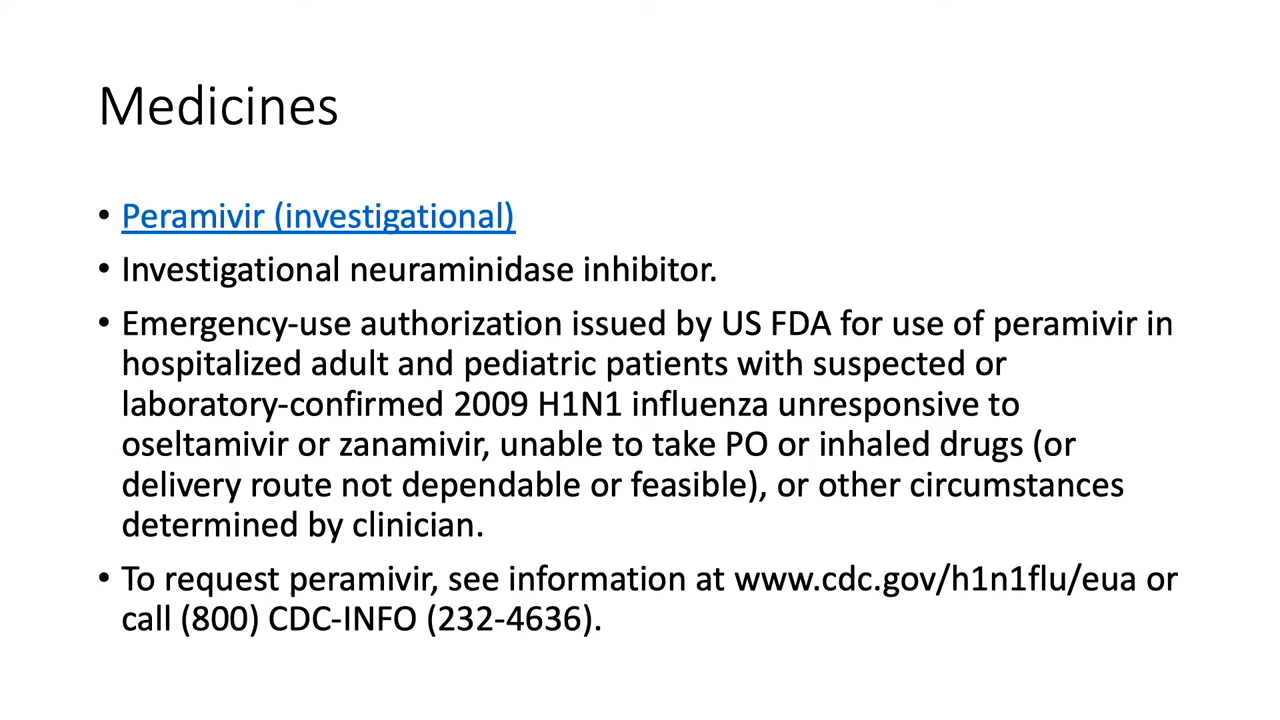 Medicines
• Peramivir (investigational)
• Investigational neuraminidase inhibitor.
• Emergency-use authorization issued by US FDA for use of peramivir in
hospitalized adult and pediatric patients with suspected or
laboratory-confirmed 2009 H1N1 influenza unresponsive to
oseltamivir or zanamivir, unable to take PO or inhaled drugs (or
delivery route not dependable or feasible), or other circumstances
determined by clinician.
• To request peramivir, see information at www.cdc.gov/h1n1flu/eua or
call (800) CDC-INFO (232-4636).